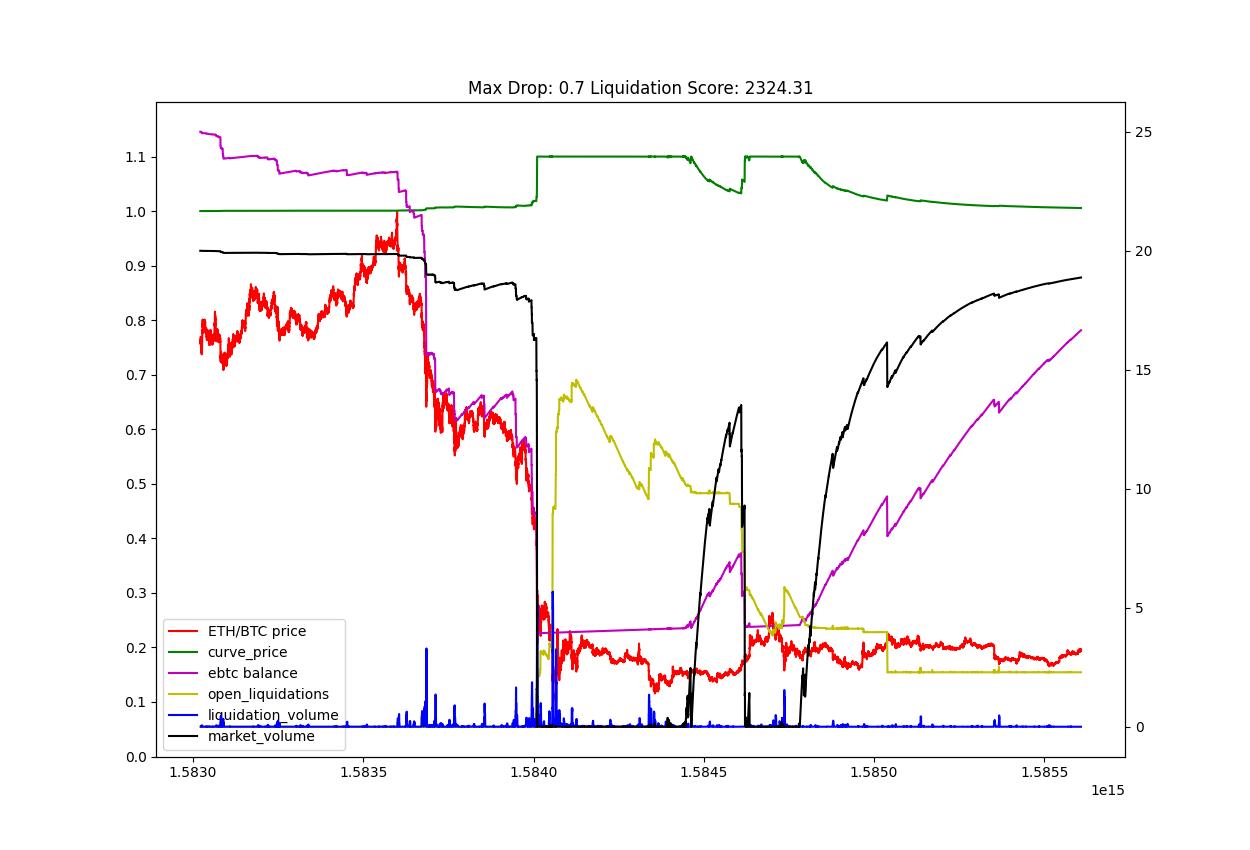 Max Drop: 0.7 Liquidation Score: 2324.31
1.1
1.0
0.9
0.8
0.7
0.6
0.5
0.4
0.3
0.2
0.1
0.0
25
20
15
10
5
0
ETH/BTC price
curve_price
ebtc balance
open_liquidations
liquidation_volume
market_volume
1.5830 1.5835 1.5840 1.5845 1.5850 1.5855
1e15